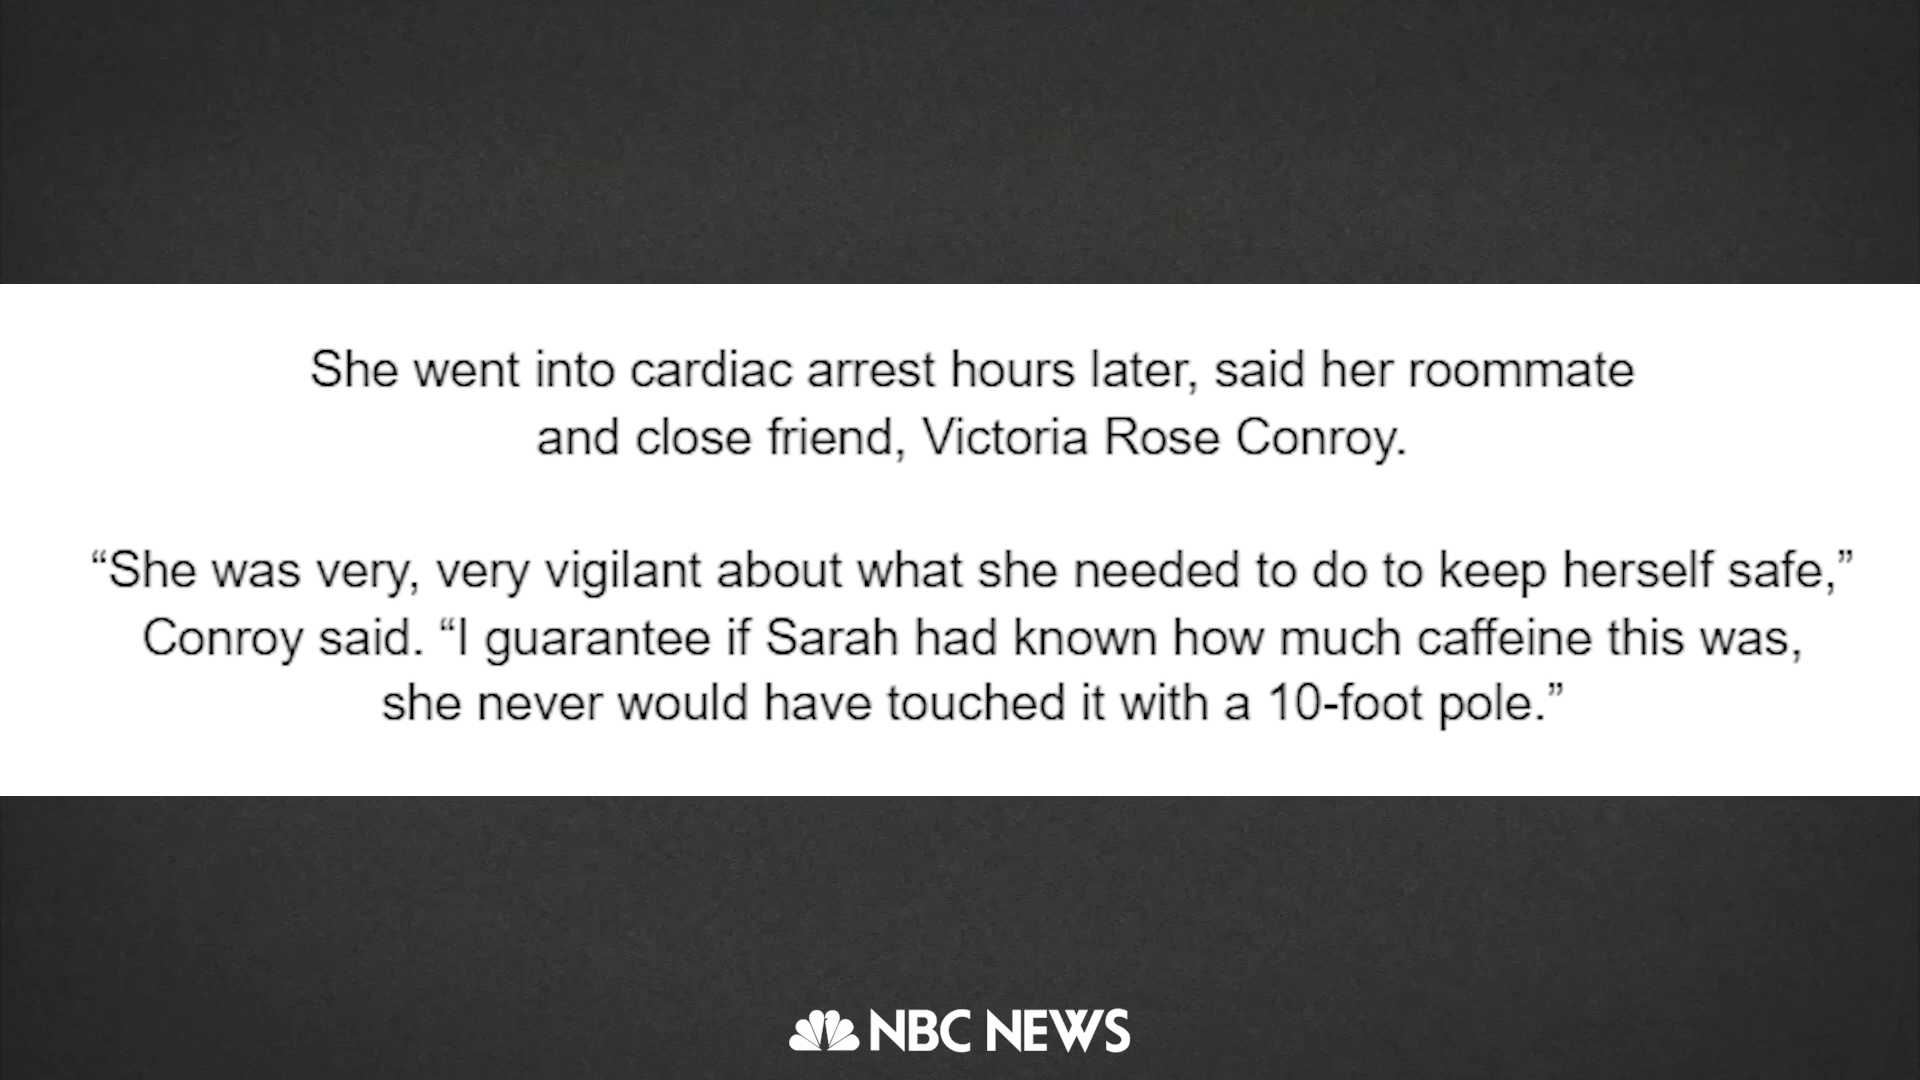 She went into cardiac arrest hours later, said her roommate
and close friend, Victoria Rose Conroy.
“She was very, very vigilant about what she needed to do to keep herself safe,”
Conroy said. “I guarantee if Sarah had known how much caffeine this was,
she never would have touched it with a 10-foot pole.”
NBC NEWS